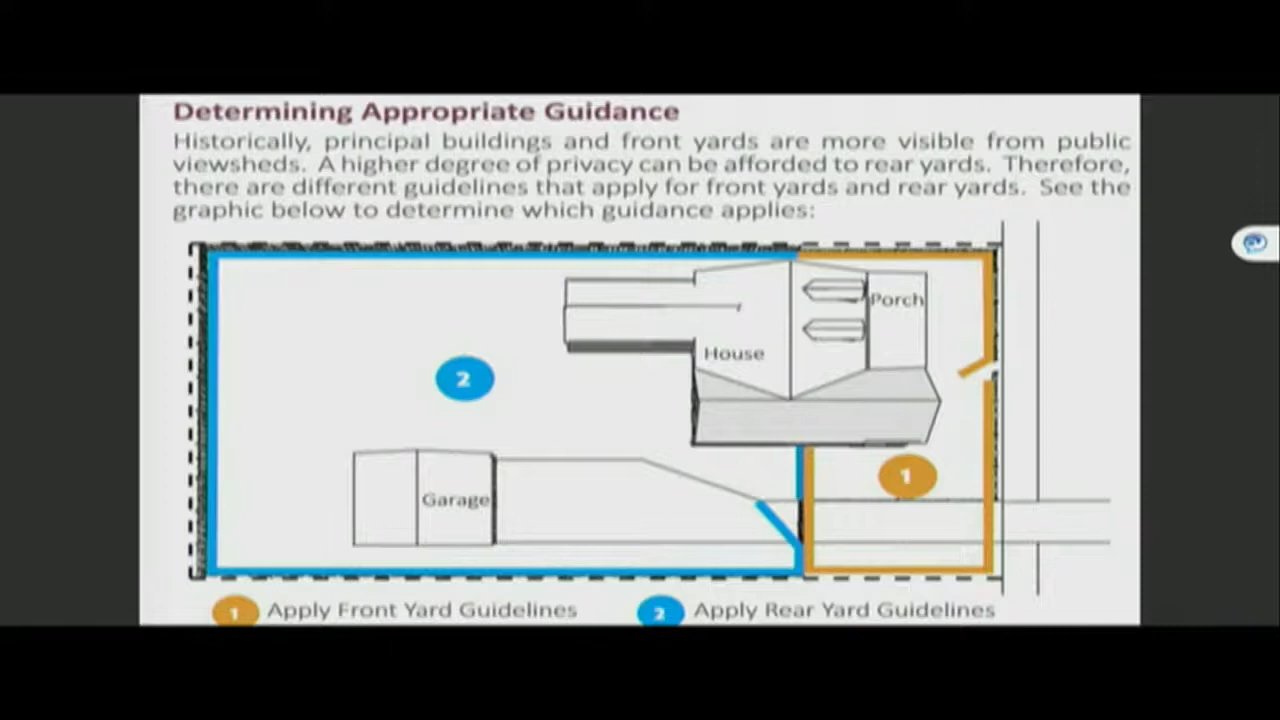 Determining Appropriate Guidance
Historically, principal buildings and front yards are more visible from public
viewsheds. A higher degree of privacy can be afforded to rear yards. Therefore,
there are different guidelines that apply for front yards and rear yards. See the
graphic below to determine which guidance applies:
Porch
House
2
1
Garage
1 Apply Front Yard Guidelines
2 Apply Rear Yard Guidelines